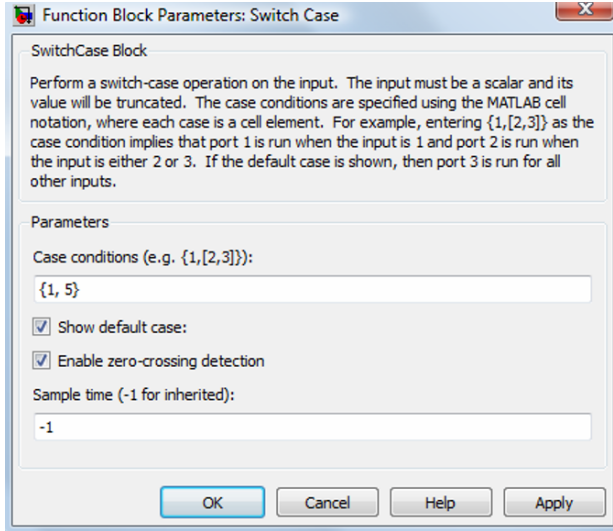 Function Block Parameters: Switch Case
SwitchCase Block
Perform a switch-case operation on the input. The input must be a scalar and its
value will be truncated. The case conditions are specified using the MATLAB cell
notation, where each case is a cell element. For example, entering {1,[2,3]} as the
case condition implies that port 1 is run when the input is 1 and port 2 is run when
the input is either 2 or 3. If the default case is shown, then port 3 is run for all
other inputs.
Parameters
Case conditions (e.g. {1,[2,3]}):
{1, 5}
Show default case:
Enable zero-crossing detection
Sample time (-1 for inherited):
-1
OK Cancel Help Apply